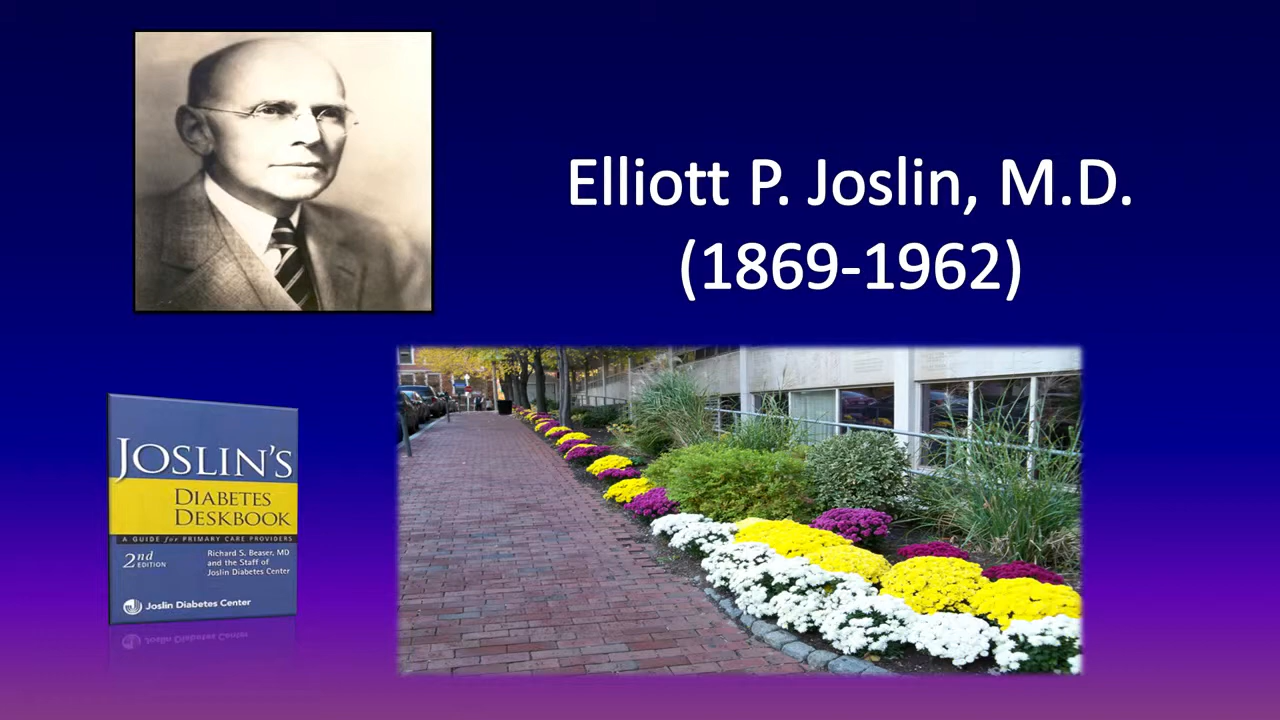 Elliott P. Joslin, M.D.
(1869-1962)
JOSLIN'S
DIABETES
DESKBOOK
A GUIDE for PRIMARY CARE PROVIDERS
2nd
EDITION
Richard S. Beaser, MD
and the Staff of
Joslin Diabetes Center
Joslin Diabetes Center